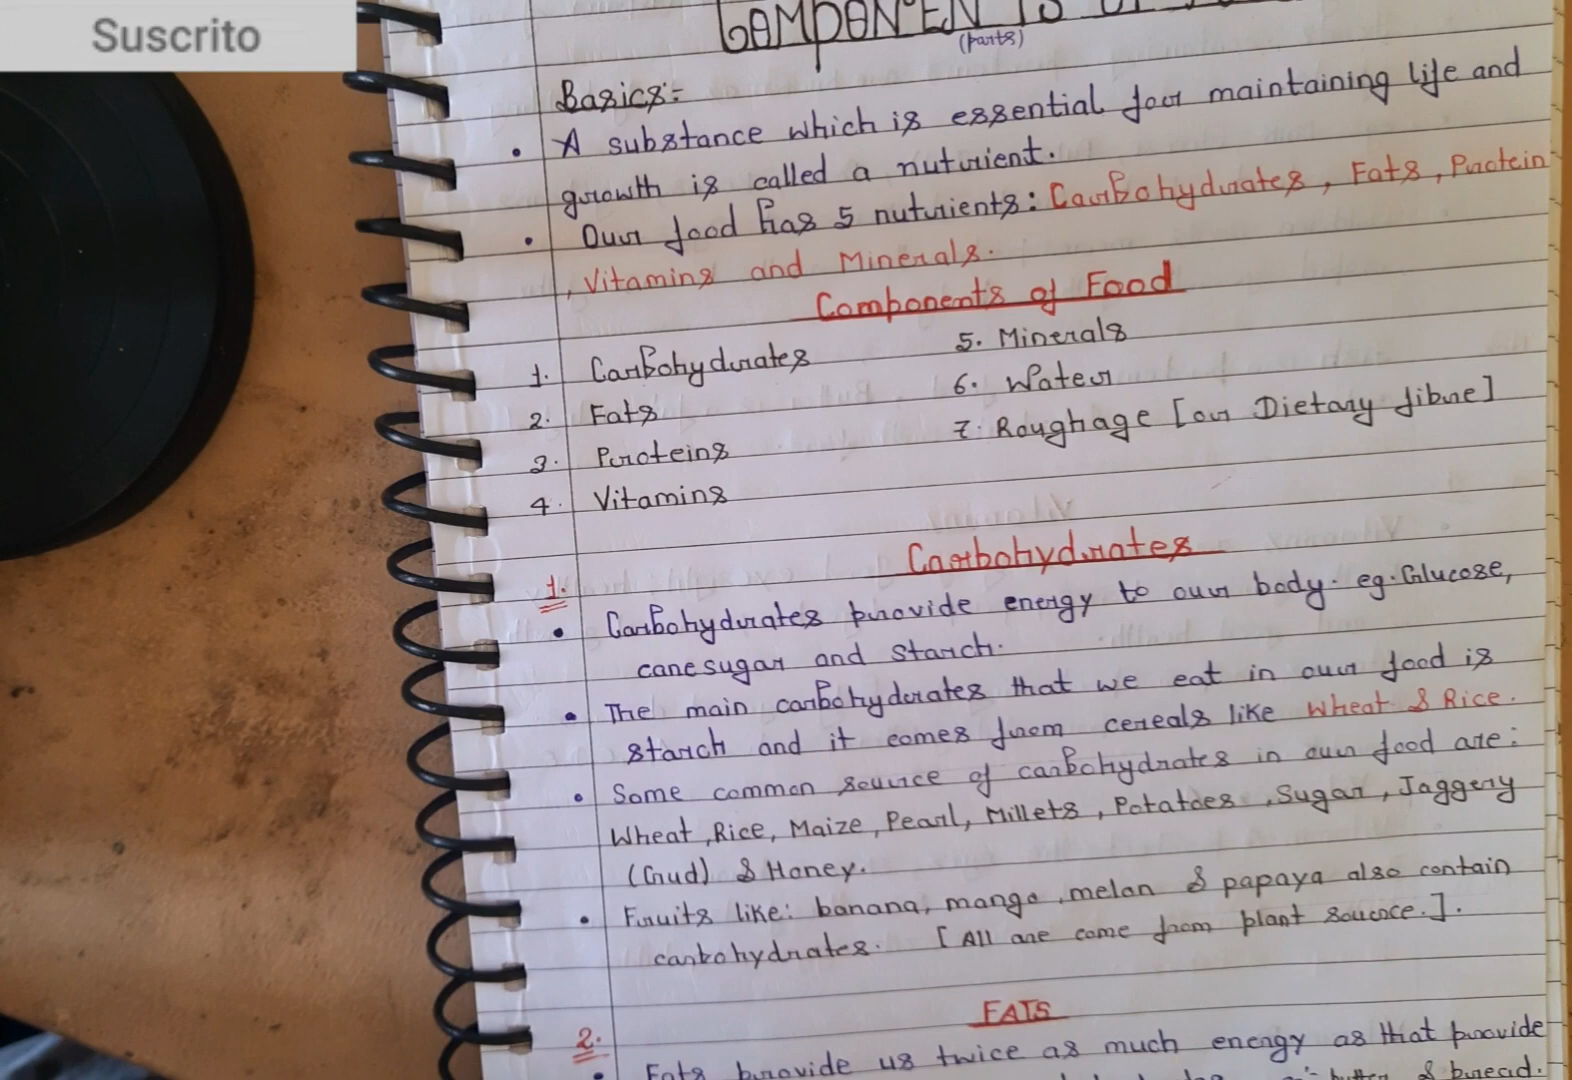 Suscrito
COMPONENTS OF
(parts)
Basics:-
• A substance which is essential for maintaining life and
growth is called a nutrient.
• Our food has 5 nutrients: Carbohydrates, Fats, Protein
, Vitamins and Minerals.
Components of Food
1. Carbohydrates
2. Fats
3. Proteins
4. Vitamins
5. Minerals
6. Water
7. Roughage [or Dietary fibre]
1. Carbohydrates
• Carbohydrates provide energy to our body. eg. Glucose,
cane sugar and starch.
• The main carbohydrates that we eat in our food is
starch and it comes from cereals like Wheat & Rice.
• Some common source of carbohydrates in our food are:
Wheat, Rice, Maize, Pearl, Millets, Potatoes, Sugar, Jaggery
(Gud) & Honey.
• Fruits like: banana, mango, melon & papaya also contain
carbohydrates. [All are come from plant source.].
2. FATS
• Fats provide us twice as much energy as that provide
butter & bread.